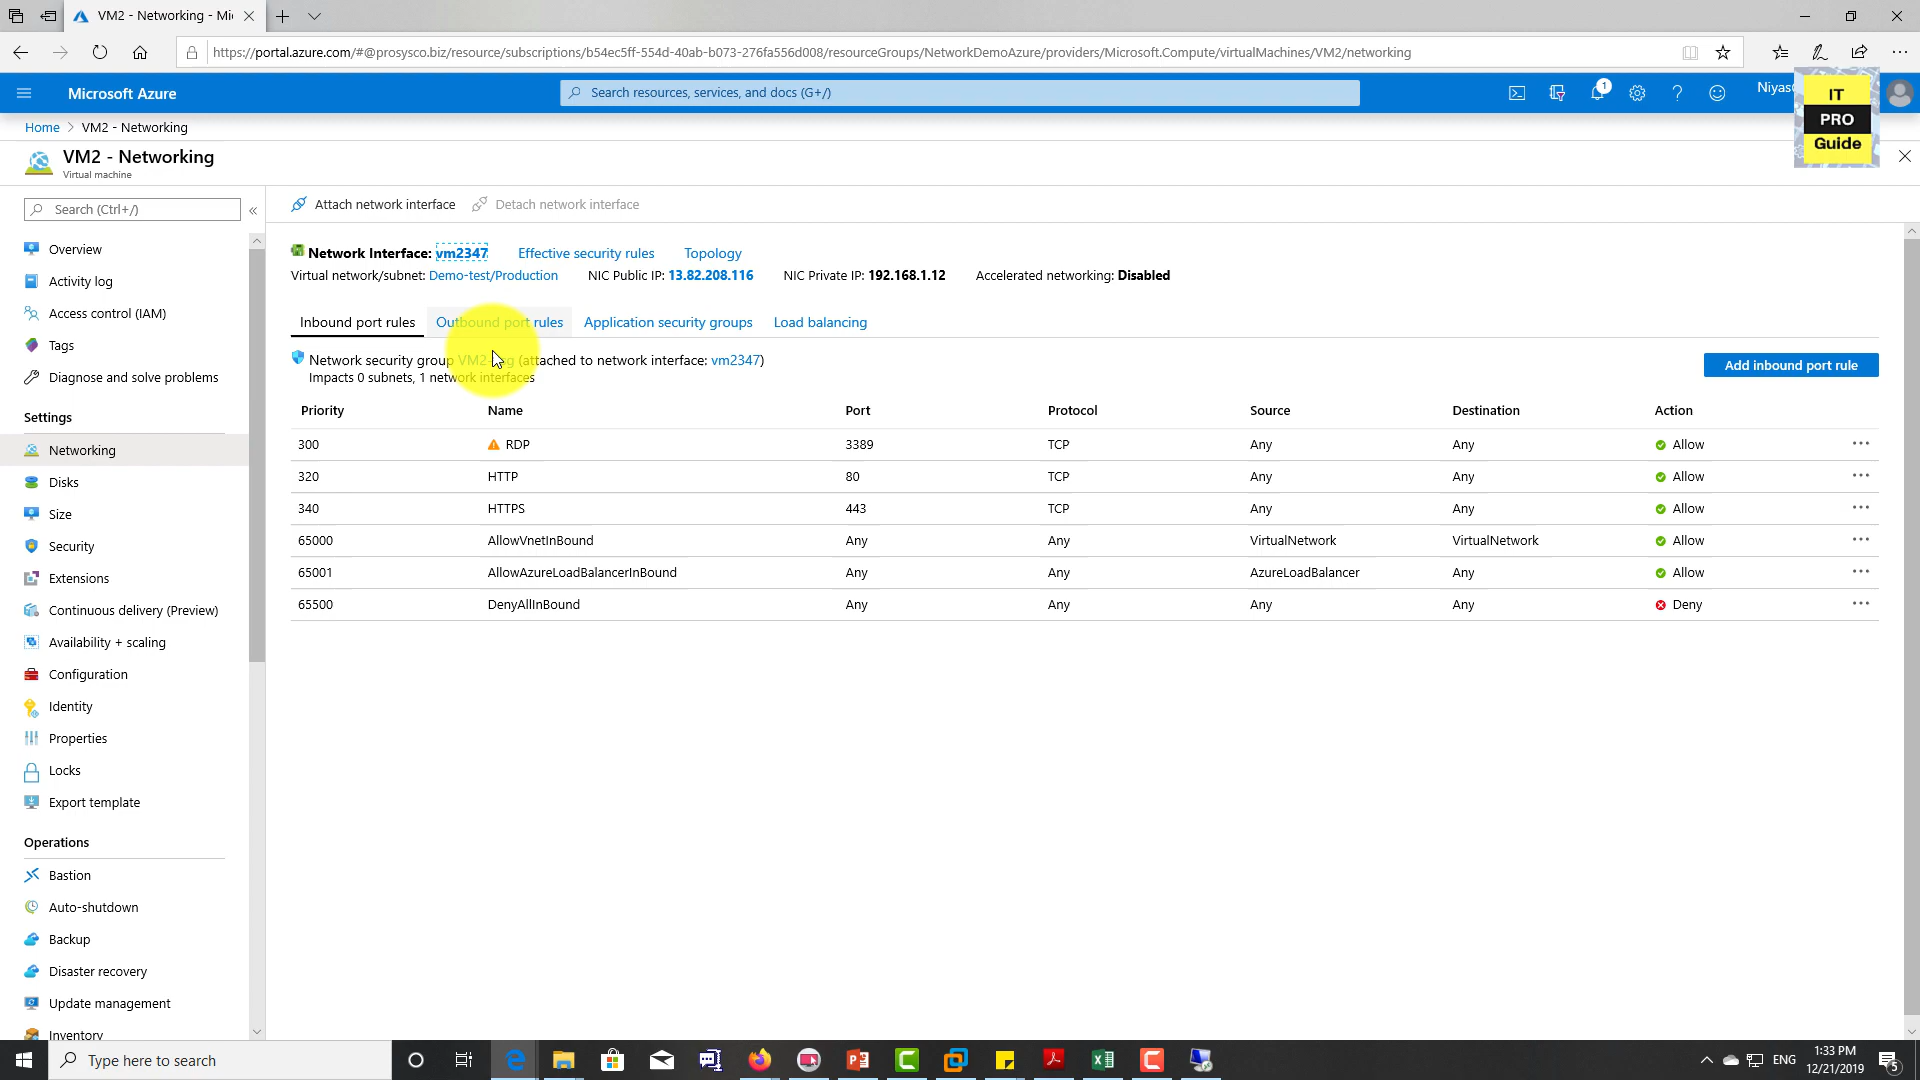 VM2 - Networking - Mi
https://portal.azure.com/#@prosysco.biz/resource/subscriptions/b54ec5ff-554d-40ab-b073-276fa556d008/resourceGroups/NetworkDemoAzure/providers/Microsoft.Compute/virtualMachines/VM2/networking
Microsoft Azure
Search resources, services, and docs (G+/)
1
Niyas
IT
PRO
Guide
Home > VM2 - Networking
VM2 - Networking
Virtual machine
Search (Ctrl+/)
«
Overview
Activity log
Access control (IAM)
Tags
Diagnose and solve problems
Settings
Networking
Disks
Size
Security
Extensions
Continuous delivery (Preview)
Availability + scaling
Configuration
Identity
Properties
Locks
Export template
Operations
Bastion
Auto-shutdown
Backup
Disaster recovery
Update management
Inventory
Attach network interface Detach network interface
Network Interface: vm2347 Effective security rules Topology
Virtual network/subnet: Demo-test/Production NIC Public IP: 13.82.208.116 NIC Private IP: 192.168.1.12 Accelerated networking: Disabled
Inbound port rules Outbound port rules Application security groups Load balancing
Network security group (attached to network interface: vm2347)
Impacts 0 subnets, 1 network interfaces
Add inbound port rule
Priority Name Port Protocol Source Destination Action
300 RDP 3389 TCP Any Any Allow
320 HTTP 80 TCP Any Any Allow
340 HTTPS 443 TCP Any Any Allow
65000 AllowVnetInBound Any Any VirtualNetwork VirtualNetwork Allow
65001 AllowAzureLoadBalancerInBound Any Any AzureLoadBalancer Any Allow
65500 DenyAllInBound Any Any Any Any Deny
Type here to search
ENG
1:33 PM
12/21/2019
5